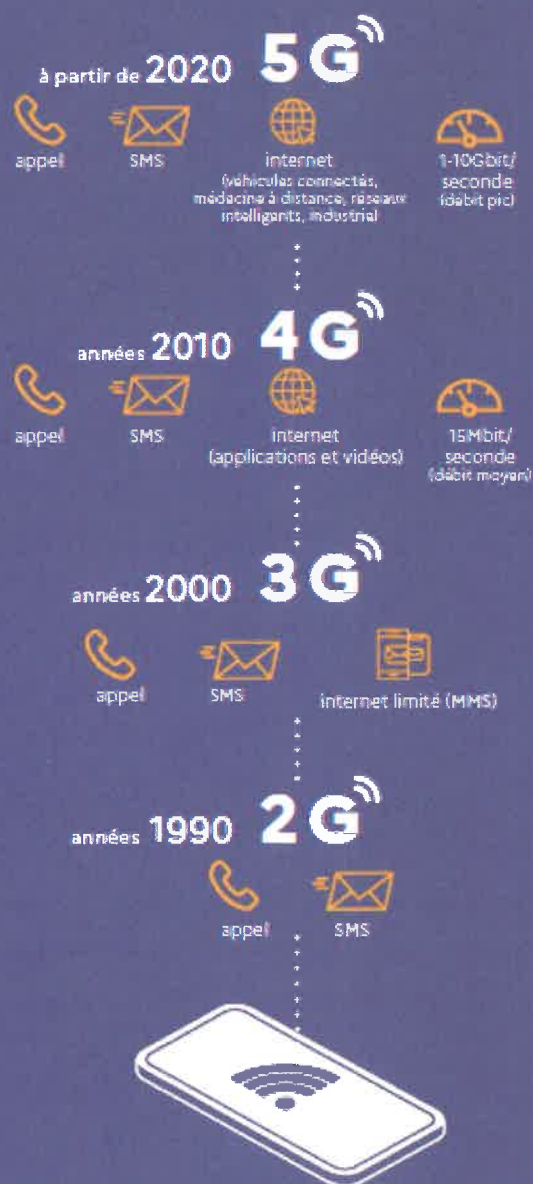 à partir de 2020 5G
appel
SMS
internet
(véhicules connectés,
médecine à distance, réseaux
intelligents, industrie)
1-10Gbit/
seconde
(débit pic)
années 2010 4G
appel
SMS
internet
(applications et vidéos)
15Mbit/
seconde
(débit moyen)
années 2000 3G
appel
SMS
internet limité (MMS)
années 1990 2G
appel
SMS